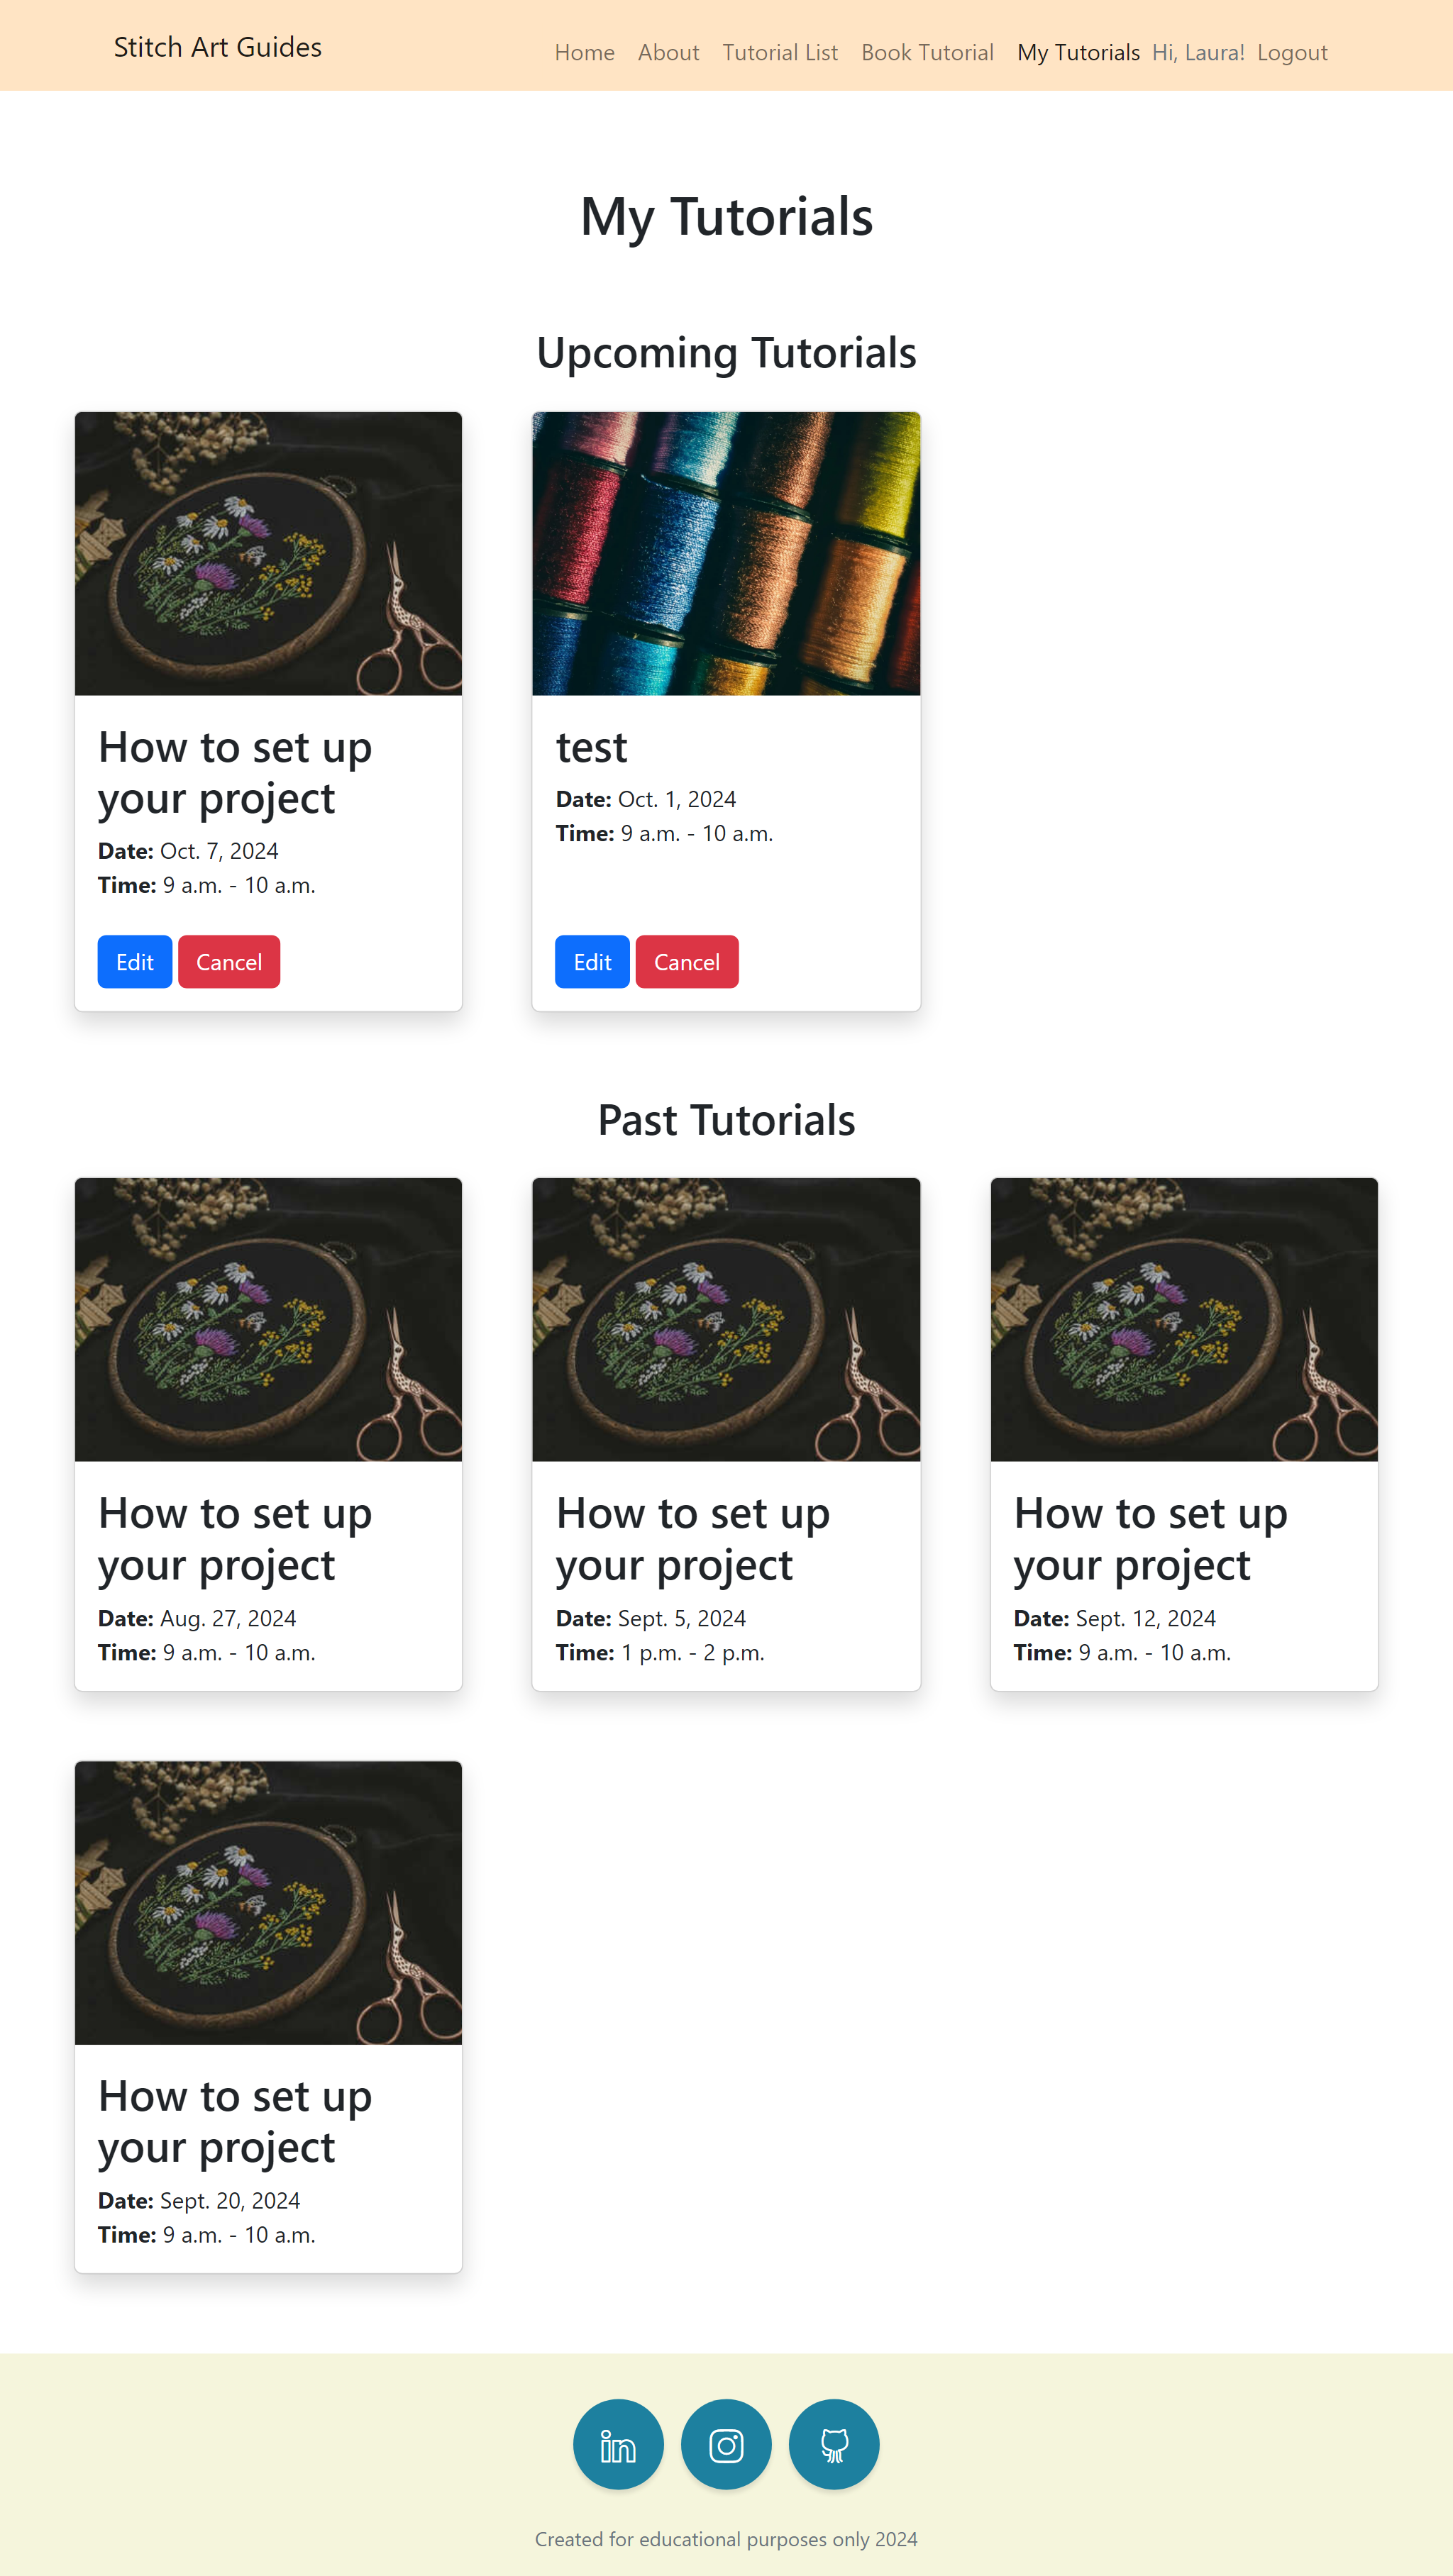 Stitch Art Guides
Home About Tutorial List Book Tutorial My Tutorials Hi, Laura! Logout
My Tutorials
Upcoming Tutorials
How to set up
your project
Date: Oct. 7, 2024
Time: 9 a.m. - 10 a.m.
Edit Cancel
test
Date: Oct. 1, 2024
Time: 9 a.m. - 10 a.m.
Edit Cancel
Past Tutorials
How to set up
your project
Date: Aug. 27, 2024
Time: 9 a.m. - 10 a.m.
How to set up
your project
Date: Sept. 5, 2024
Time: 1 p.m. - 2 p.m.
How to set up
your project
Date: Sept. 12, 2024
Time: 9 a.m. - 10 a.m.
How to set up
your project
Date: Sept. 20, 2024
Time: 9 a.m. - 10 a.m.
in
Created for educational purposes only 2024